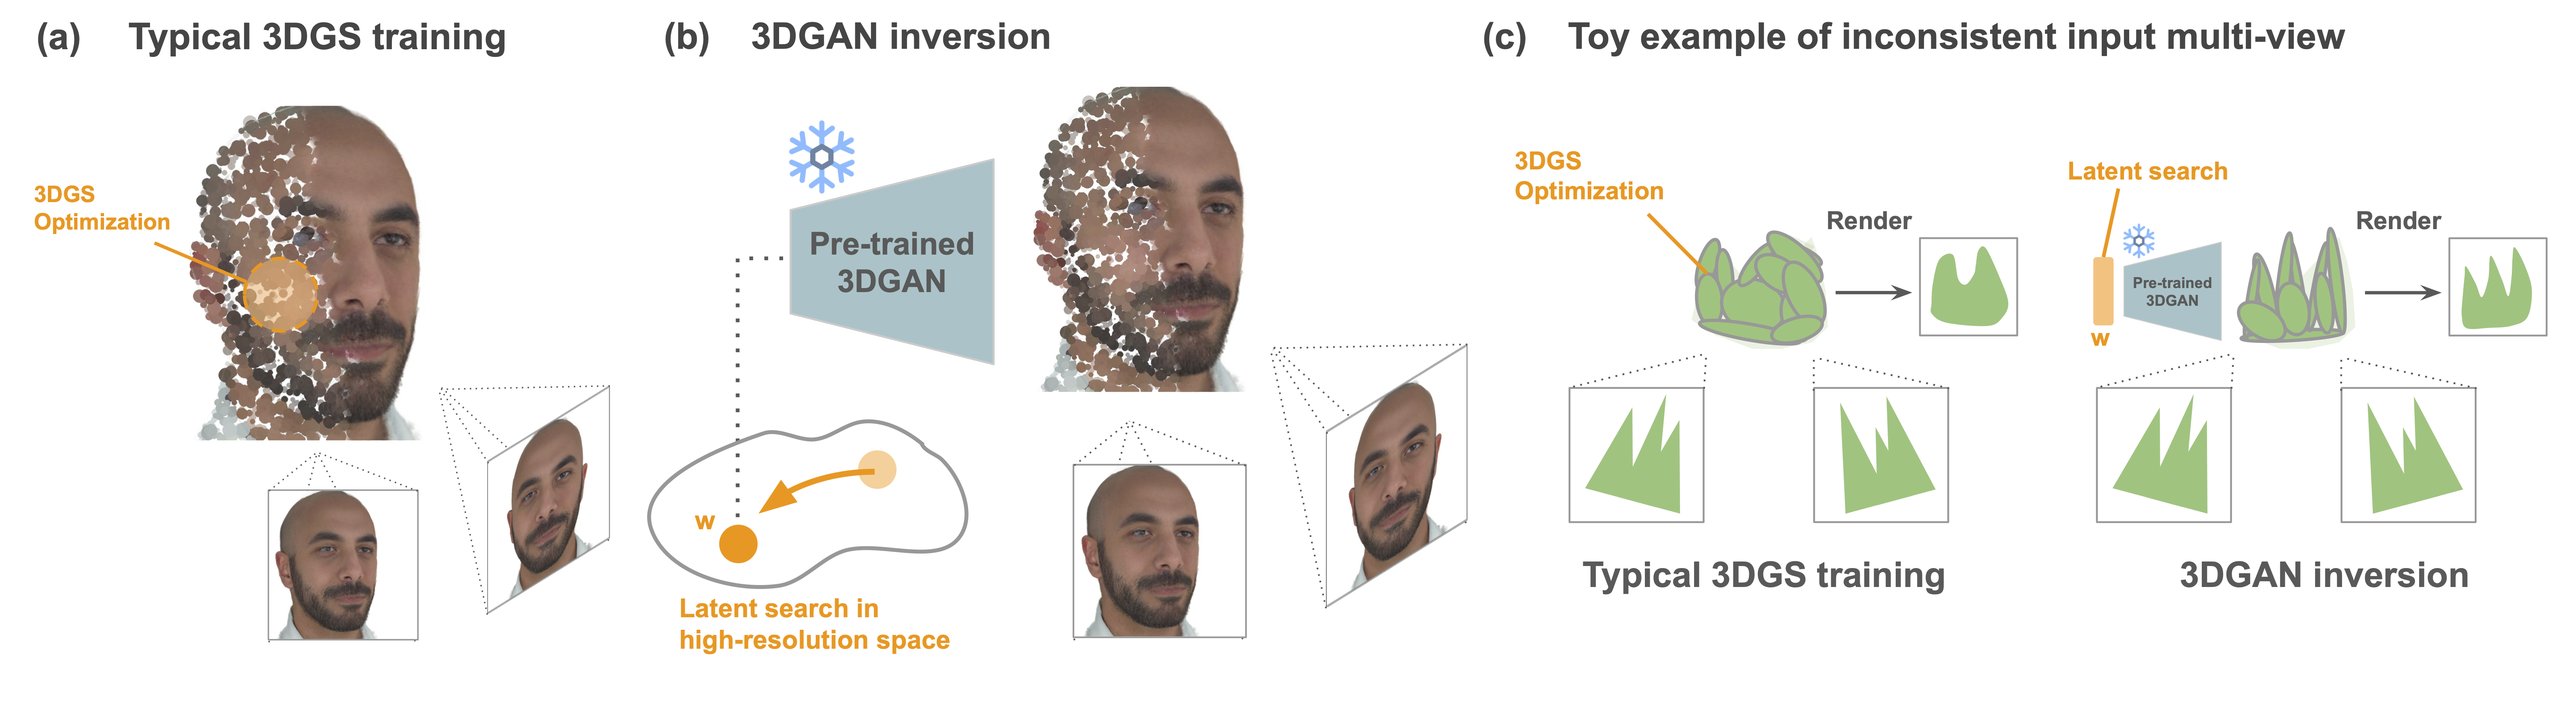 (a) Typical 3DGS training
3DGS
Optimization
(b) 3DGAN inversion
Pre-trained
3DGAN
w
Latent search in
high-resolution space
(c) Toy example of inconsistent input multi-view
3DGS
Optimization
Render
Typical 3DGS training
Latent search
w
Pre-trained
3DGAN
Render
3DGAN inversion